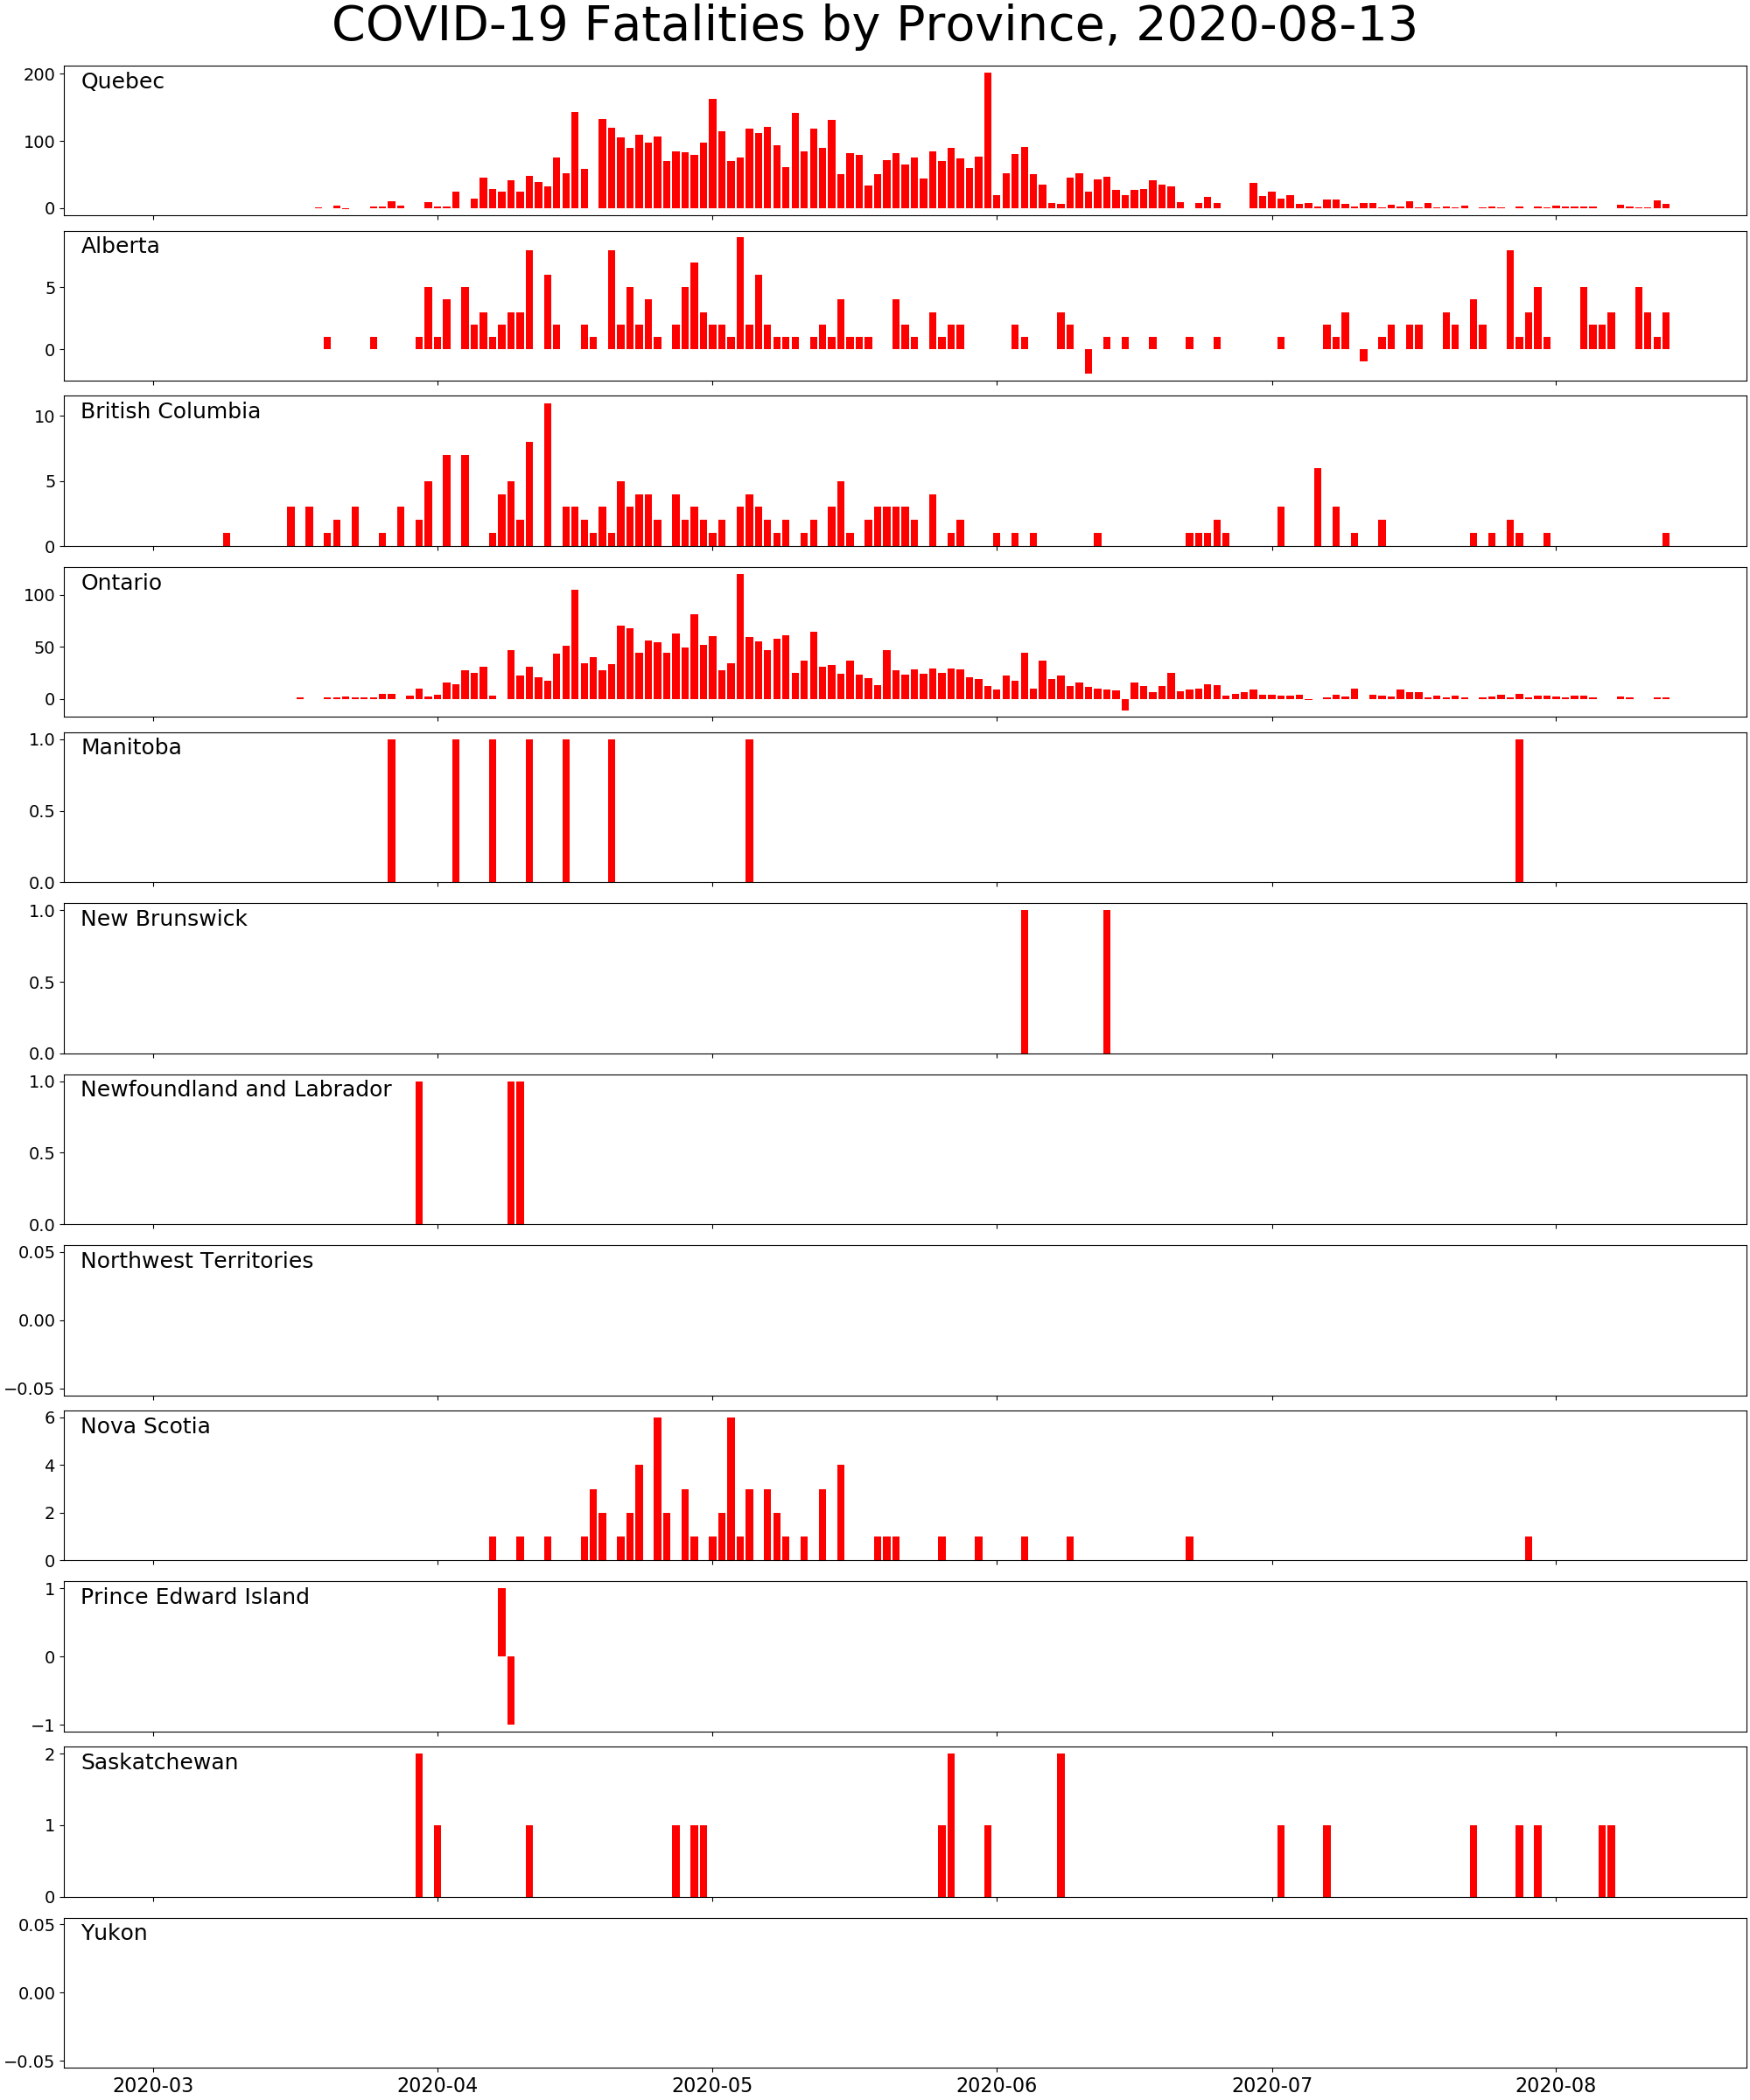 COVID-19 Fatalities by Province, 2020-08-13
Quebec
200
100
0
Alberta
5
0
British Columbia
10
5
0
Ontario
100
50
0
Manitoba
1.0
0.5
0.0
New Brunswick
1.0
0.5
0.0
Newfoundland and Labrador
1.0
0.5
0.0
Northwest Territories
0.05
0.00
−0.05
Nova Scotia
6
4
2
0
Prince Edward Island
1
0
−1
Saskatchewan
2
1
0
Yukon
0.05
0.00
−0.05
2020-03 2020-04 2020-05 2020-06 2020-07 2020-08